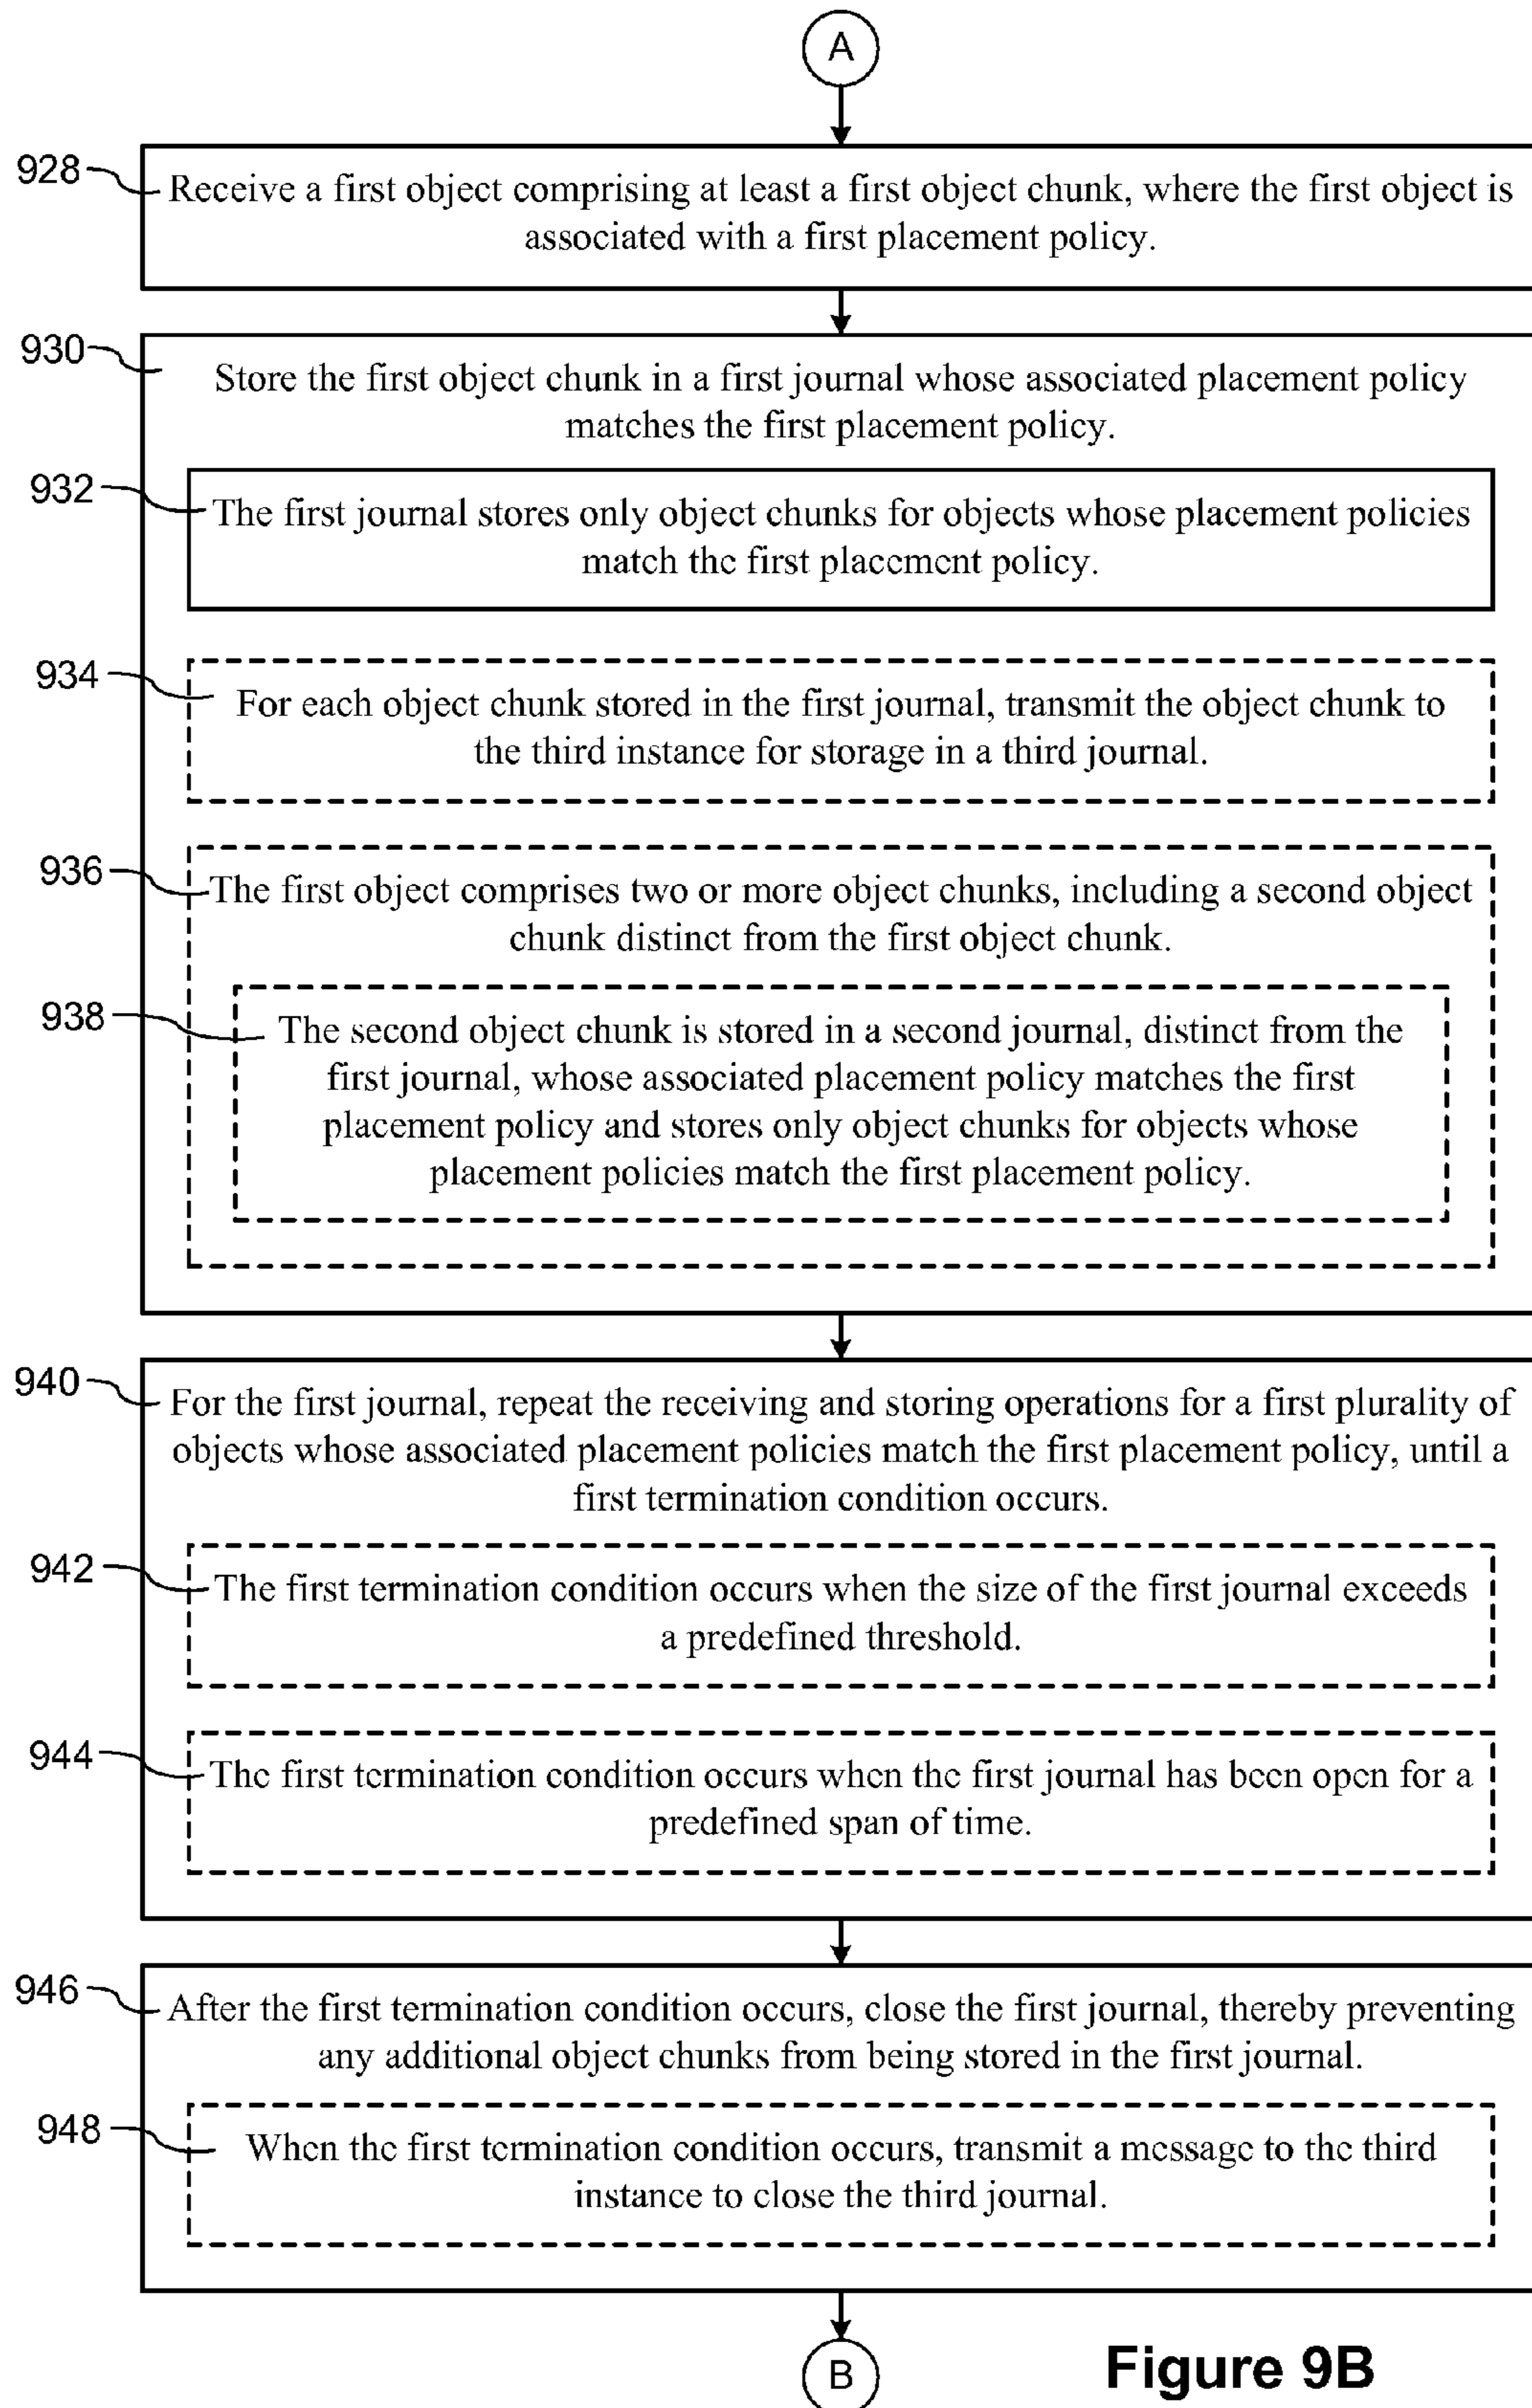 A
928
Receive a first object comprising at least a first object chunk, where the first object is
associated with a first placement policy.
930
Store the first object chunk in a first journal whose associated placement policy
matches the first placement policy.
932
The first journal stores only object chunks for objects whose placement policies
match the first placement policy.
934
For each object chunk stored in the first journal, transmit the object chunk to
the third instance for storage in a third journal.
936
The first object comprises two or more object chunks, including a second object
chunk distinct from the first object chunk.
938
The second object chunk is stored in a second journal, distinct from the
first journal, whose associated placement policy matches the first
placement policy and stores only object chunks for objects whose
placement policies match the first placement policy.
940
For the first journal, repeat the receiving and storing operations for a first plurality of
objects whose associated placement policies match the first placement policy, until a
first termination condition occurs.
942
The first termination condition occurs when the size of the first journal exceeds
a predefined threshold.
944
The first termination condition occurs when the first journal has been open for a
predefined span of time.
946
After the first termination condition occurs, close the first journal, thereby preventing
any additional object chunks from being stored in the first journal.
948
When the first termination condition occurs, transmit a message to the third
instance to close the third journal.
B
Figure 9B